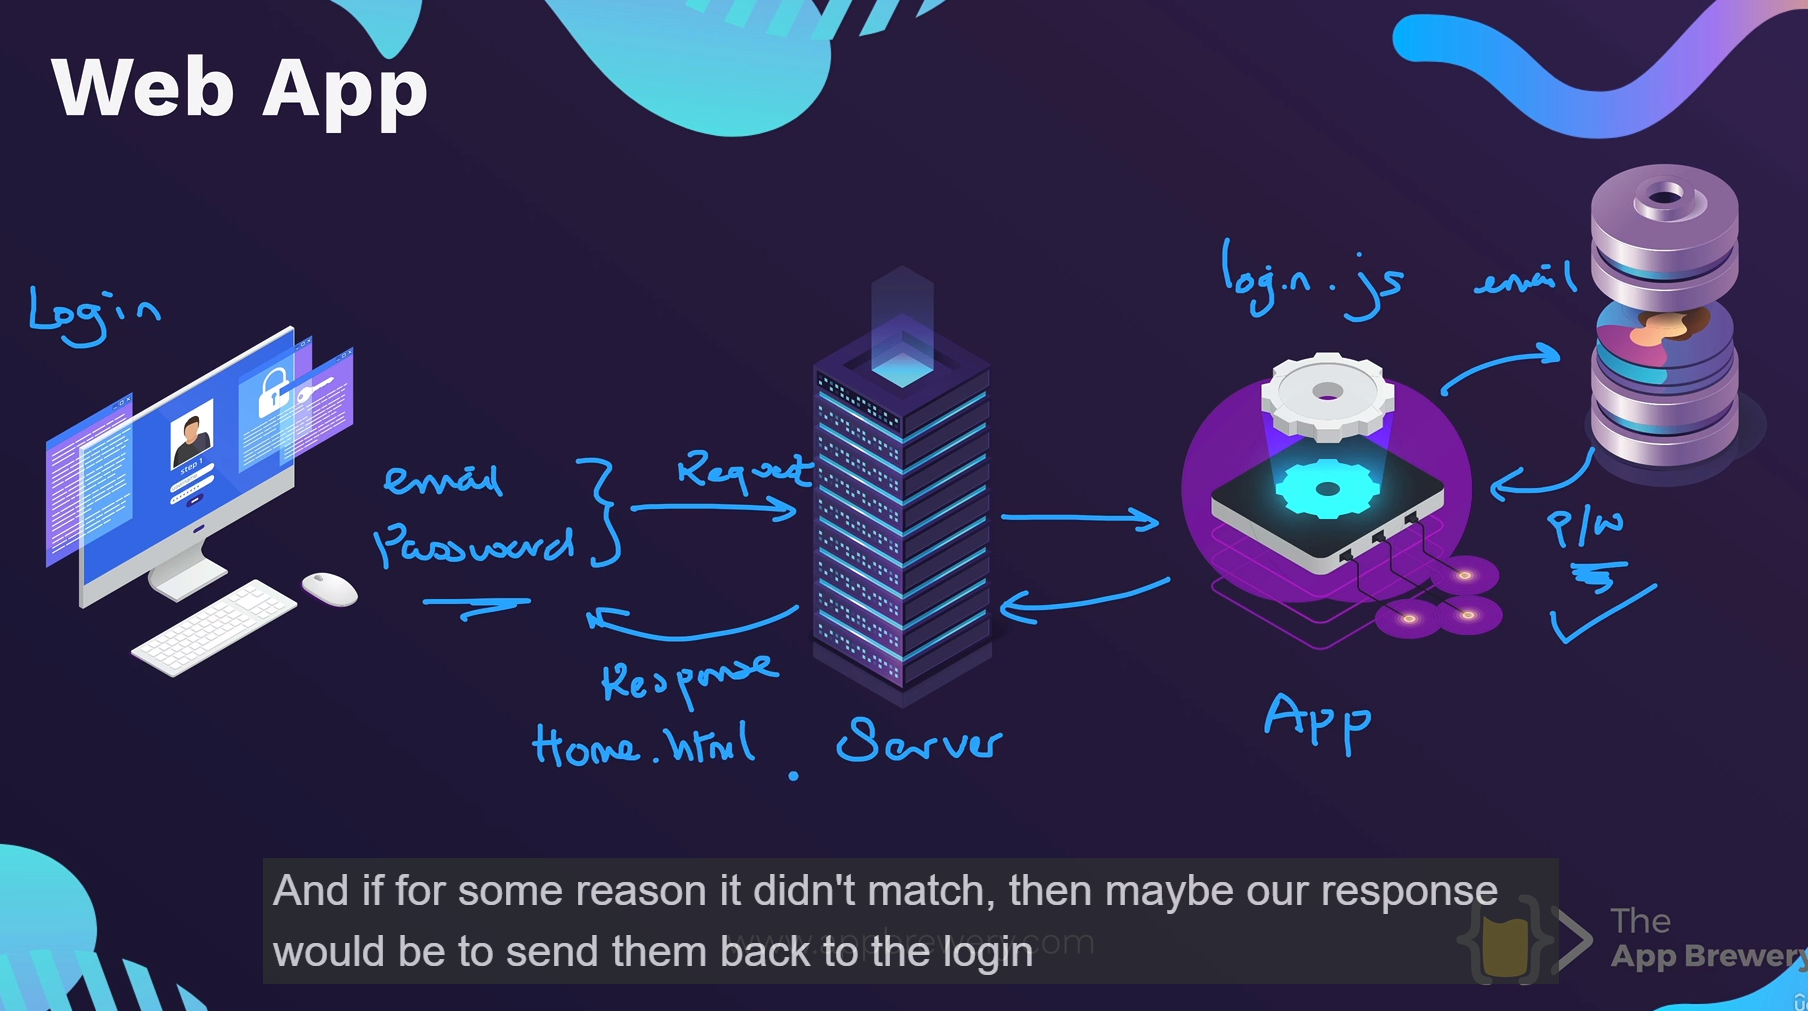 Web App
Login
login.js
email
step 1
email
Password
Request
P/W
Response
Home.html
Server
App
And if for some reason it didn't match, then maybe our response
would be to send them back to the login
www.appbrewery.com
The
App Brewery